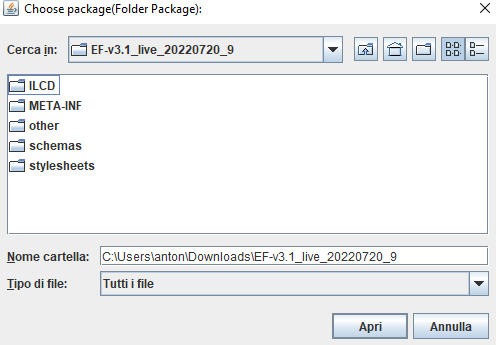 Choose package(Folder Package):
Cerca in: EF-v3.1_live_20220720_9
ILCD
META-INF
other
schemas
stylesheets
Nome cartella: C:\Users\anton\Downloads\EF-v3.1_live_20220720_9
Tipo di file: Tutti i file
Apri Annulla